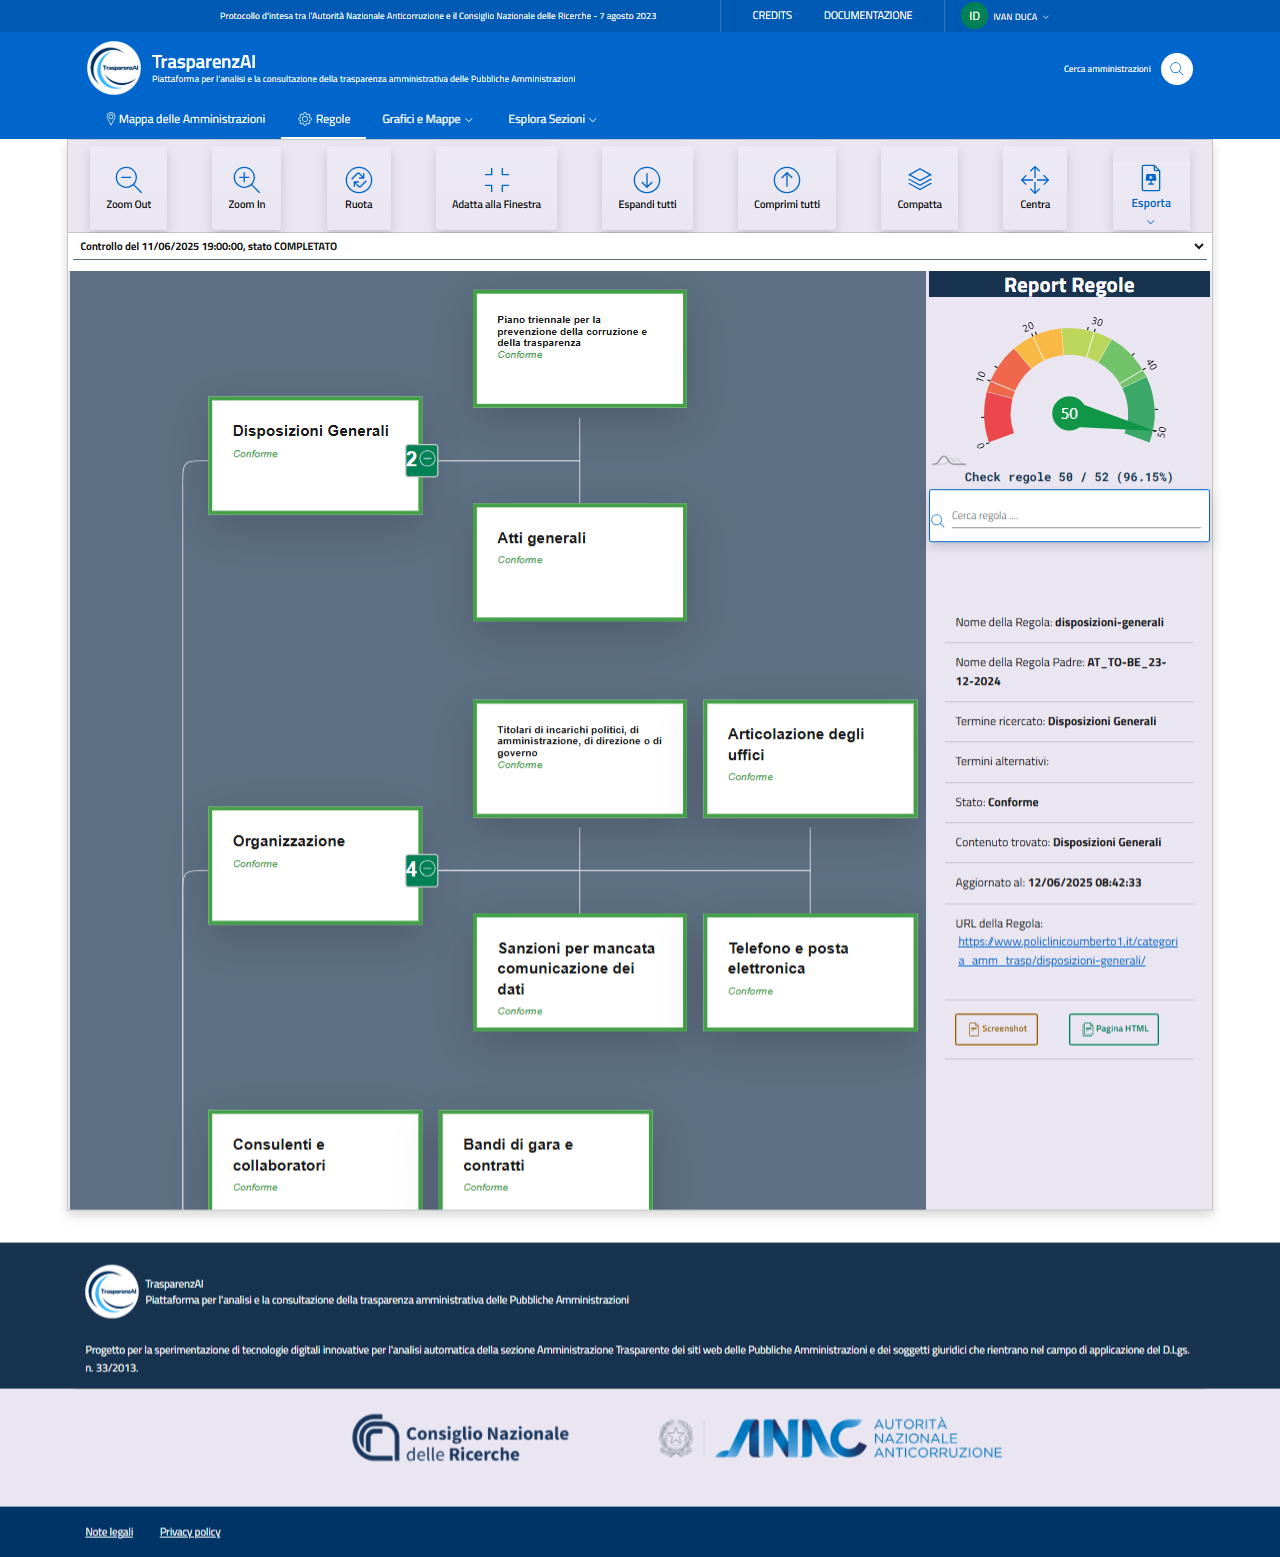 Protocollo d'intesa tra l'Autorità Nazionale Anticorruzione e il Consiglio Nazionale delle Ricerche - 7 agosto 2023
CREDITS
DOCUMENTAZIONE
ID
IVAN DUCA
TrasparenzAI
TrasparenzAI
Piattaforma per l'analisi e la consultazione della trasparenza amministrativa delle Pubbliche Amministrazioni
Cerca amministrazioni
Mappa delle Amministrazioni
Regole
Grafici e Mappe
Esplora Sezioni
Zoom Out
Zoom In
Ruota
Adatta alla Finestra
Espandi tutti
Comprimi tutti
Compatta
Centra
Esporta
Controllo del 11/06/2025 19:00:00, stato COMPLETATO
Piano triennale per la
prevenzione della corruzione e
della trasparenza
Conforme
Disposizioni Generali
Conforme
2
Atti generali
Conforme
Titolari di incarichi politici, di
amministrazione, di direzione o di
governo
Conforme
Articolazione degli
uffici
Conforme
Organizzazione
Conforme
4
Sanzioni per mancata
comunicazione dei
dati
Conforme
Telefono e posta
elettronica
Conforme
Consulenti e
collaboratori
Conforme
Bandi di gara e
contratti
Conforme
Report Regole
0
10
20
30
40
50
50
Check regole 50 / 52 (96.15%)
Cerca regola ....
Nome della Regola: disposizioni-generali
Nome della Regola Padre: AT_TO-BE_23-
12-2024
Termine ricercato: Disposizioni Generali
Termini alternativi:
Stato: Conforme
Contenuto trovato: Disposizioni Generali
Aggiornato al: 12/06/2025 08:42:33
URL della Regola:
https://www.policlinicoumberto1.it/categori
a_amm_trasp/disposizioni-generali/
Screenshot
Pagina HTML
TrasparenzAI
TrasparenzAI
Piattaforma per l'analisi e la consultazione della trasparenza amministrativa delle Pubbliche Amministrazioni
Progetto per la sperimentazione di tecnologie digitali innovative per l'analisi automatica della sezione Amministrazione Trasparente dei siti web delle Pubbliche Amministrazioni e dei soggetti giuridici che rientrano nel campo di applicazione del D.Lgs.
n. 33/2013.
Consiglio Nazionale
delle Ricerche
ANAC
AUTORITÀ
NAZIONALE
ANTICORRUZIONE
Note legali
Privacy policy